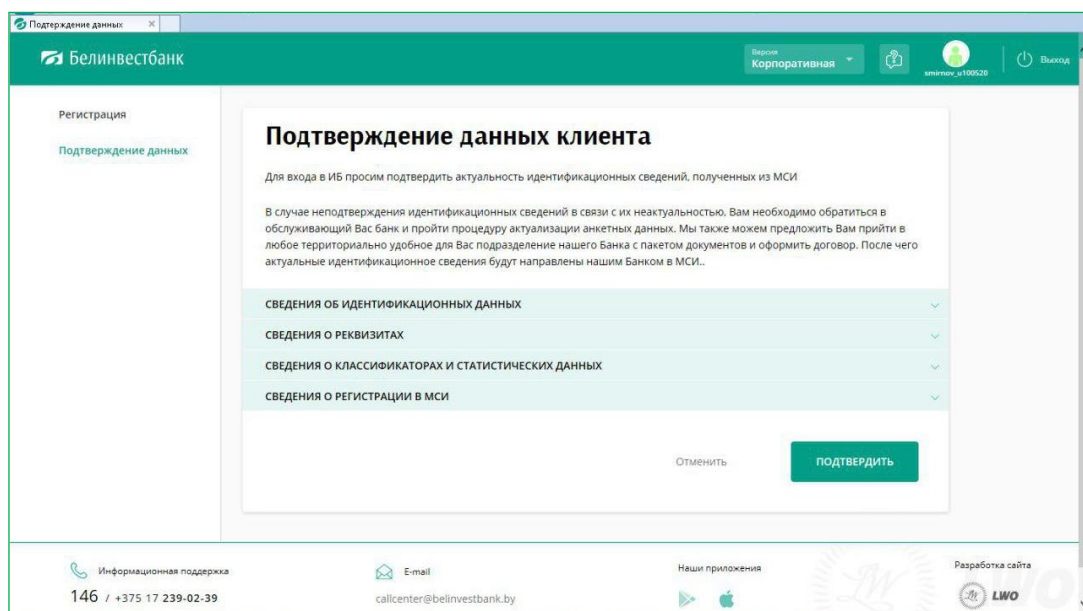 Подтерждение данных
Белинвестбанк
Версия
Корпоративная
smirnov_u100520
Выход
Регистрация
Подтверждение данных
Подтверждение данных клиента
Для входа в ИБ просим подтвердить актуальность идентификационных сведений, полученных из МСИ
В случае неподтверждения идентификационных сведений в связи с их неактуальностью, Вам необходимо обратиться в
обслуживающий Вас банк и пройти процедуру актуализации анкетных данных. Мы также можем предложить Вам прийти в
любое территориально удобное для Вас подразделение нашего Банка с пакетом документов и оформить договор. После чего
актуальные идентификационное сведения будут направлены нашим Банком в МСИ..
СВЕДЕНИЯ ОБ ИДЕНТИФИКАЦИОННЫХ ДАННЫХ
СВЕДЕНИЯ О РЕКВИЗИТАХ
СВЕДЕНИЯ О КЛАССИФИКАТОРАХ И СТАТИСТИЧЕСКИХ ДАННЫХ
СВЕДЕНИЯ О РЕГИСТРАЦИИ В МСИ
Отменить
ПОДТВЕРДИТЬ
Информационная поддержка
146 / +375 17 239-02-39
E-mail
callcenter@belinvestbank.by
Наши приложения
Разработка сайта
LWO
LWO